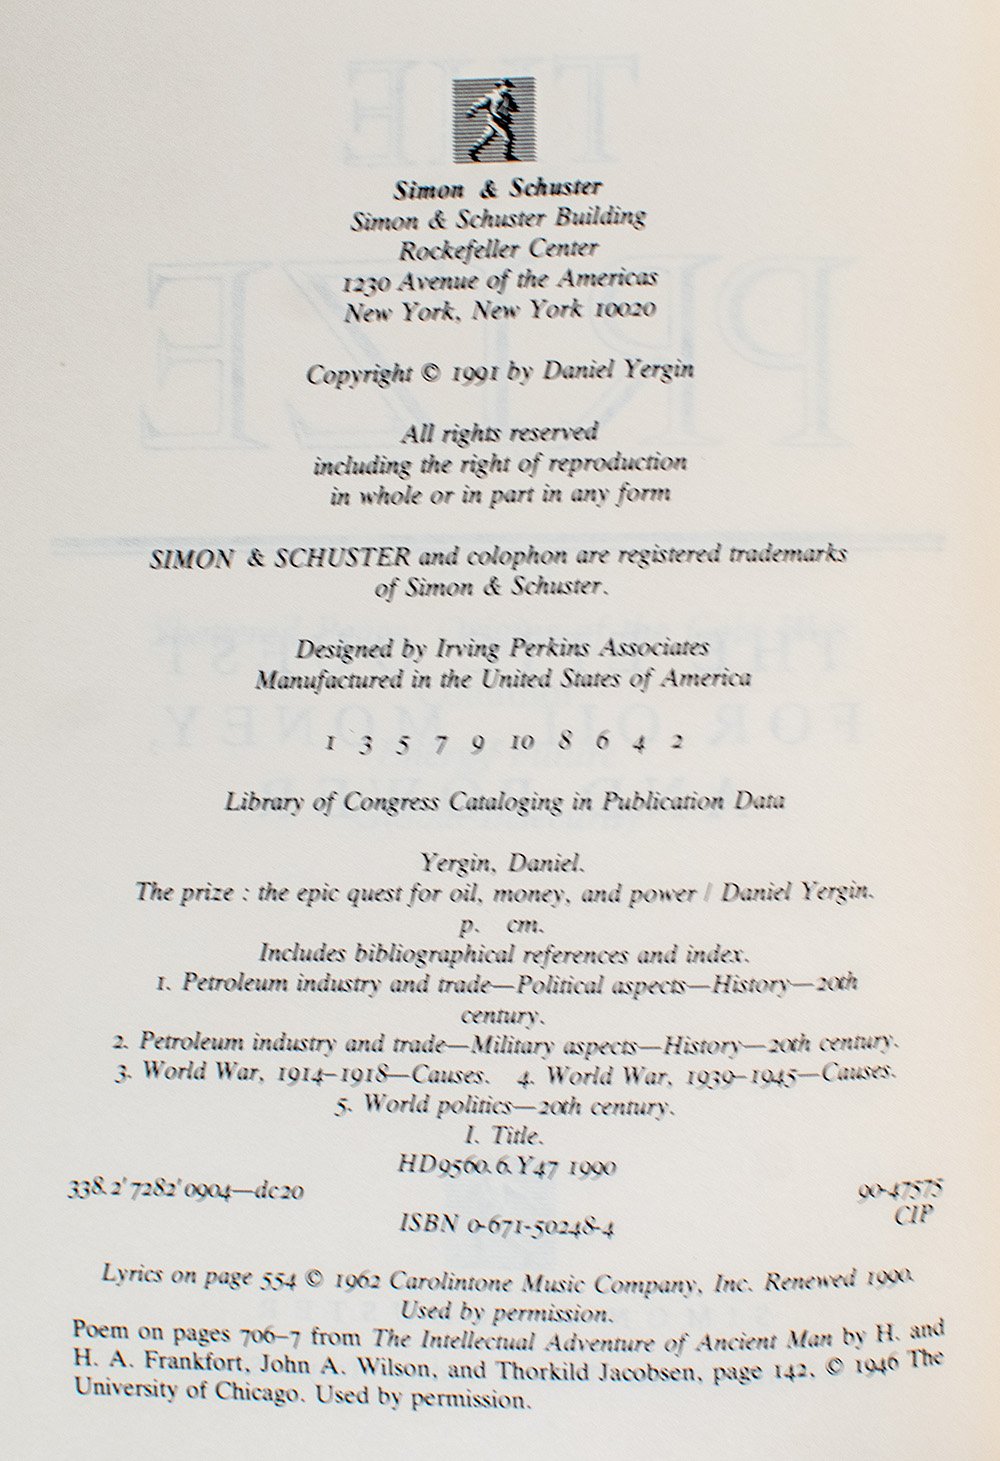 Simon & Schuster
Simon & Schuster Building
Rockefeller Center
1230 Avenue of the Americas
New York, New York 10020
Copyright © 1991 by Daniel Yergin
All rights reserved
including the right of reproduction
in whole or in part in any form
SIMON & SCHUSTER and colophon are registered trademarks
of Simon & Schuster.
Designed by Irving Perkins Associates
Manufactured in the United States of America
1 3 5 7 9 10 8 6 4 2
Library of Congress Cataloging in Publication Data
Yergin, Daniel.
The prize : the epic quest for oil, money, and power / Daniel Yergin.
p. cm.
Includes bibliographical references and index.
1. Petroleum industry and trade—Political aspects—History—20th
century.
2. Petroleum industry and trade—Military aspects—History—20th century.
3. World War, 1914–1918—Causes. 4. World War, 1939–1945—Causes.
5. World politics—20th century.
I. Title.
HD9560.6.Y47 1990
338.2'7282'0904—dc20 90-47575
CIP
ISBN 0-671-50248-4
Lyrics on page 554 © 1962 Carolintone Music Company, Inc. Renewed 1990.
Used by permission.
Poem on pages 706–7 from The Intellectual Adventure of Ancient Man by H. and
H. A. Frankfort, John A. Wilson, and Thorkild Jacobsen, page 142, © 1946 The
University of Chicago. Used by permission.